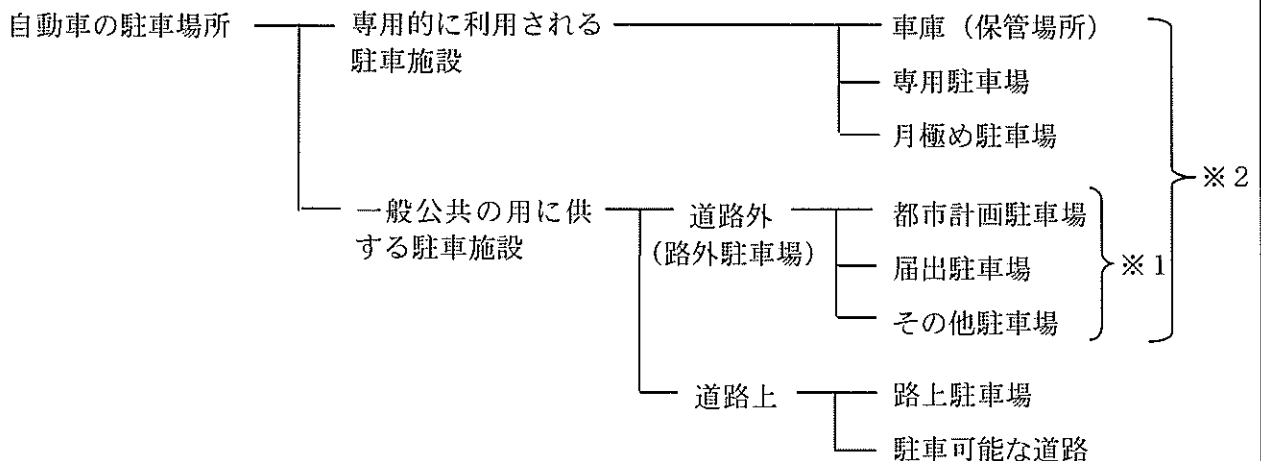 自動車の駐車場所
専用的に利用される
駐車施設
車庫（保管場所）
専用駐車場
月極め駐車場
※2
一般公共の用に供
する駐車施設
道路外
（路外駐車場）
都市計画駐車場
届出駐車場
その他駐車場
※1
道路上
路上駐車場
駐車可能な道路